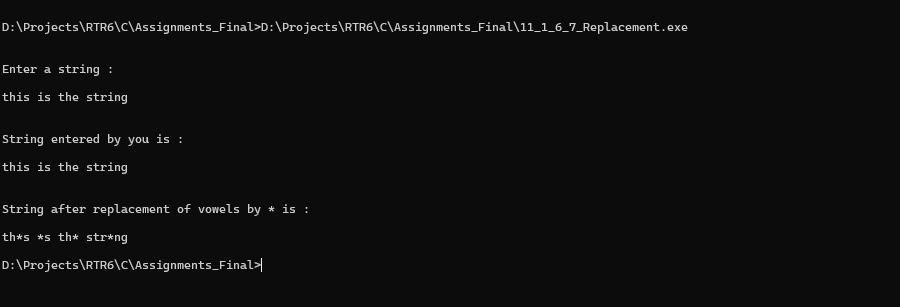 D:\Projects\RTR6\C\Assignments_Final>D:\Projects\RTR6\C\Assignments_Final\11_1_6_7_Replacement.exe
Enter a string :
this is the string
String entered by you is :
this is the string
String after replacement of vowels by * is :
th*s *s th* str*ng
D:\Projects\RTR6\C\Assignments_Final>